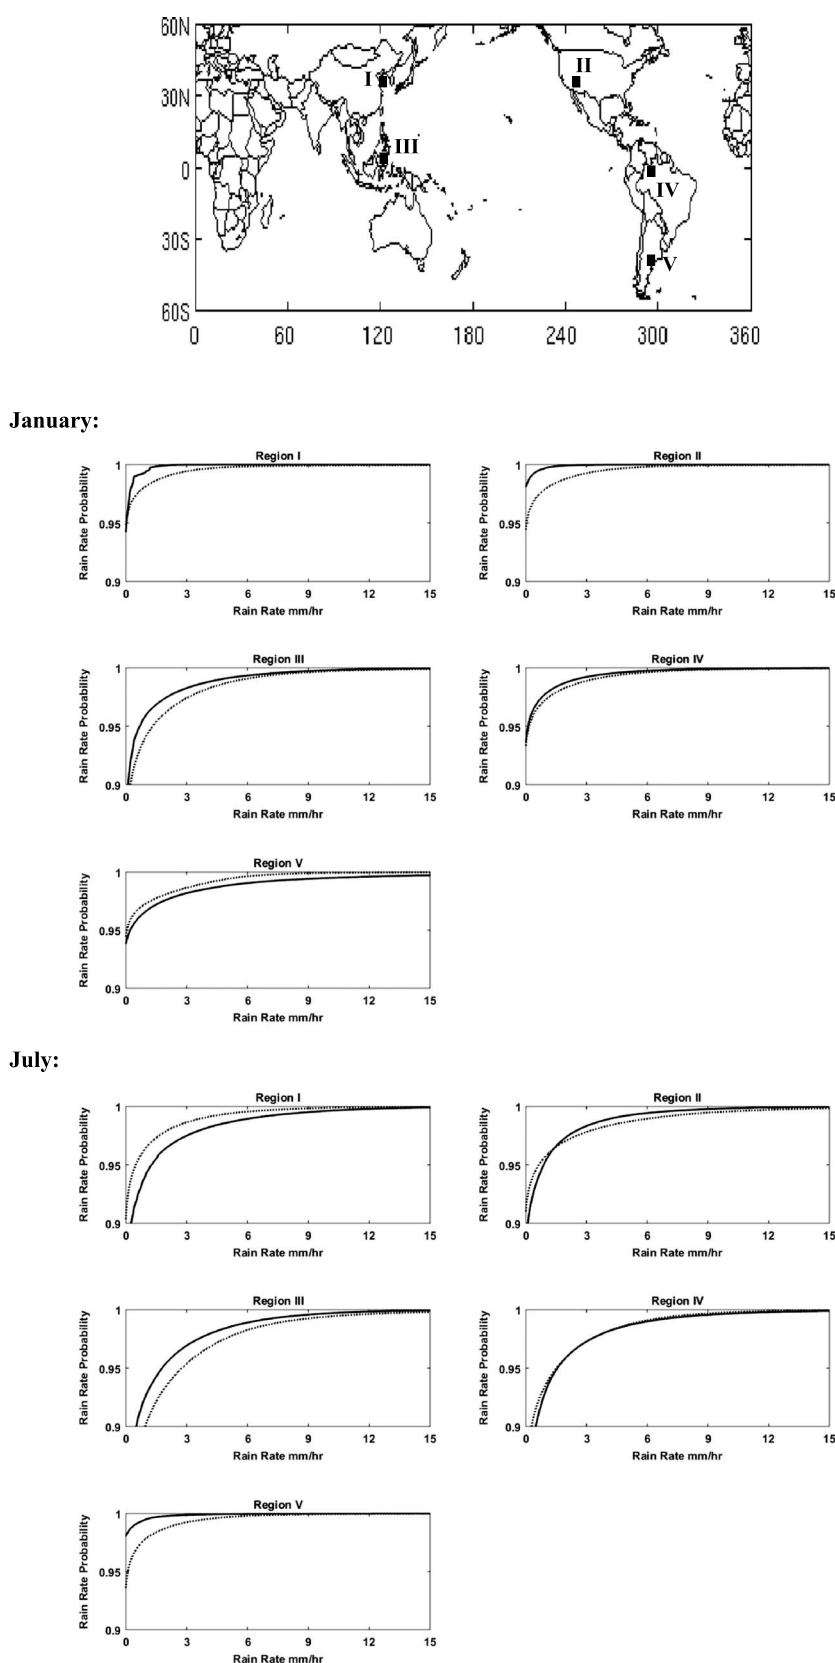 60N
30N
0
30S
60S
0 60 120 180 240 300 360
I
II
III
IV
V
January:
Region I
Rain Rate Probability
1
0.95
0.9
0 3 6 9 12 15
Rain Rate mm/hr
Region II
Rain Rate Probability
1
0.95
0.9
0 3 6 9 12 15
Rain Rate mm/hr
Region III
Rain Rate Probability
1
0.95
0.9
0 3 6 9 12 15
Rain Rate mm/hr
Region IV
Rain Rate Probability
1
0.95
0.9
0 3 6 9 12 15
Rain Rate mm/hr
Region V
Rain Rate Probability
1
0.95
0.9
0 3 6 9 12 15
Rain Rate mm/hr
July:
Region I
Rain Rate Probability
1
0.95
0.9
0 3 6 9 12 15
Rain Rate mm/hr
Region II
Rain Rate Probability
1
0.95
0.9
0 3 6 9 12 15
Rain Rate mm/hr
Region III
Rain Rate Probability
1
0.95
0.9
0 3 6 9 12 15
Rain Rate mm/hr
Region IV
Rain Rate Probability
1
0.95
0.9
0 3 6 9 12 15
Rain Rate mm/hr
Region V
Rain Rate Probability
1
0.95
0.9
0 3 6 9 12 15
Rain Rate mm/hr